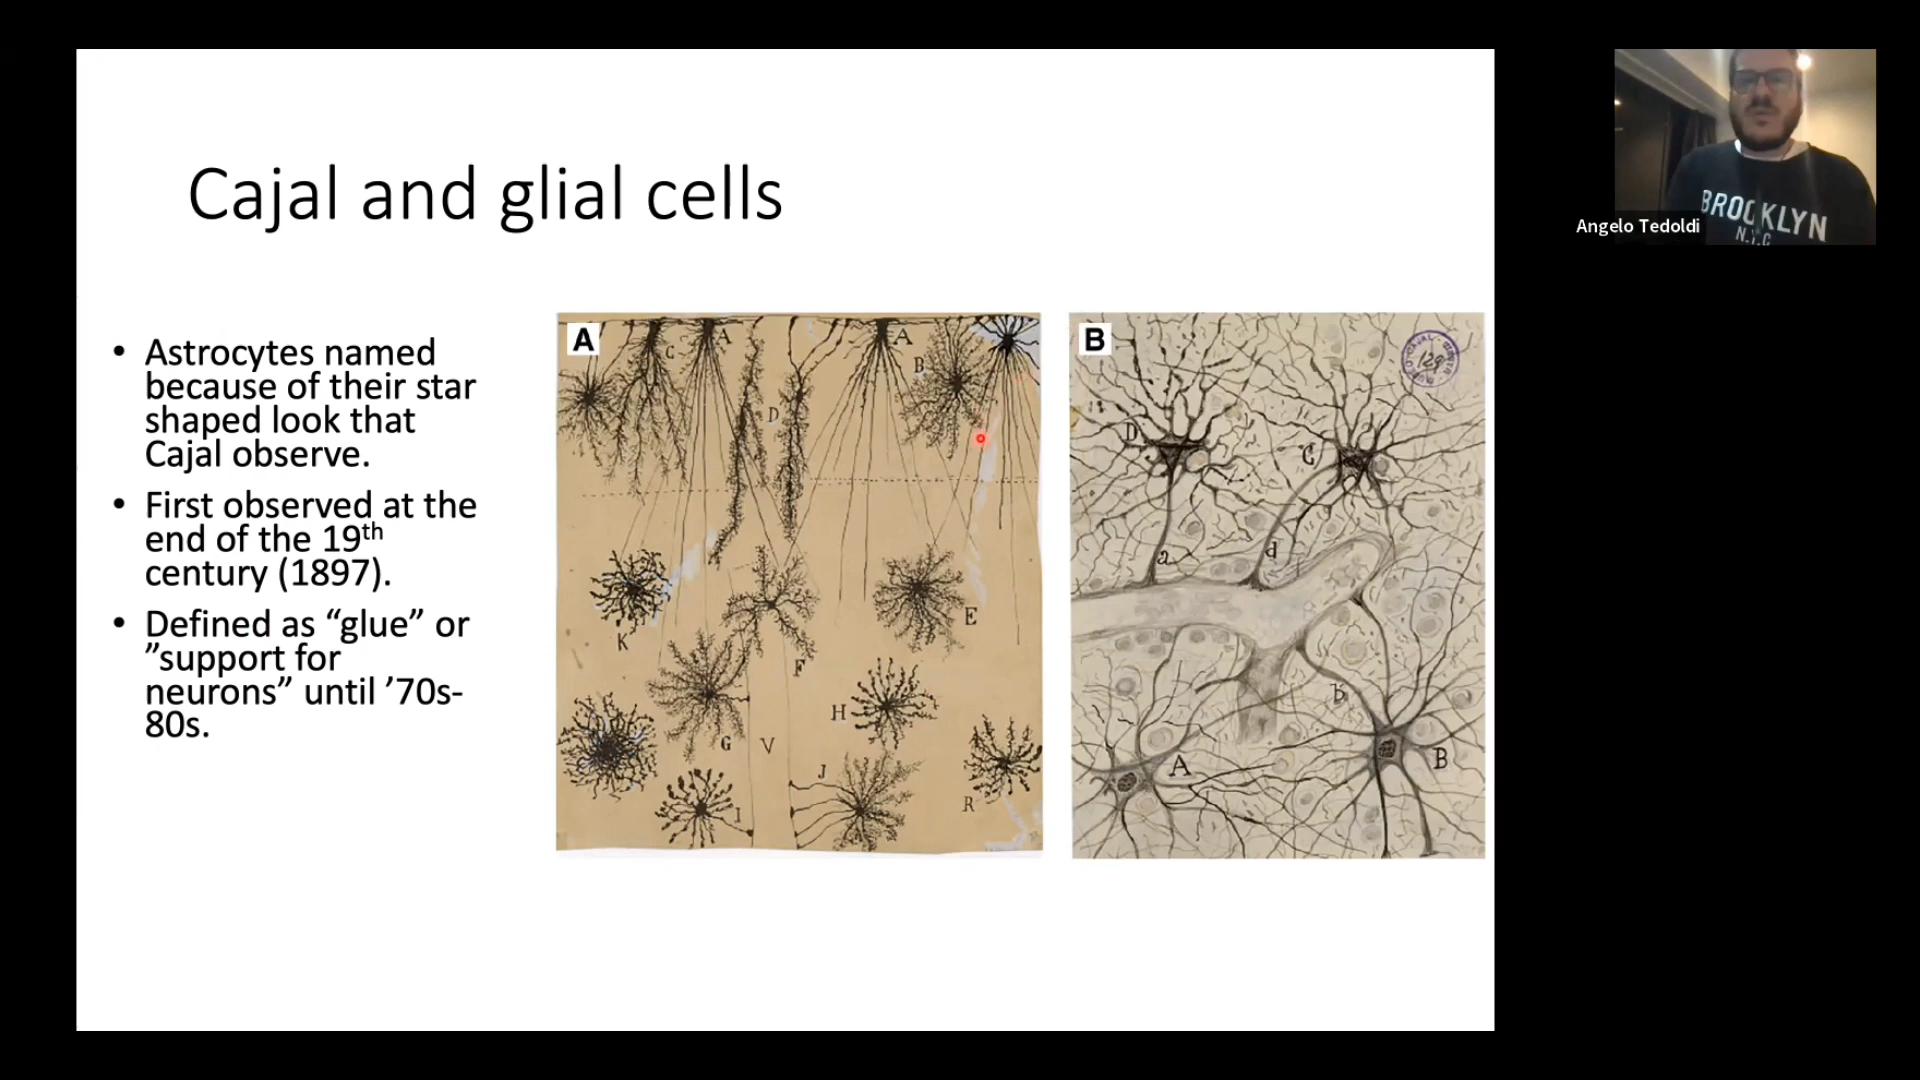 Cajal and glial cells
• Astrocytes named
because of their star
shaped look that
Cajal observe.
• First observed at the
end of the 19th
century (1897).
• Defined as “glue” or
”support for
neurons” until ’70s-
80s.
A
C
A
A
B
D
K
E
F
H
G
V
J
I
R
B
129
D
C
a
d
b
A
B
BROOKLYN
N.Y.C
Angelo Tedoldi